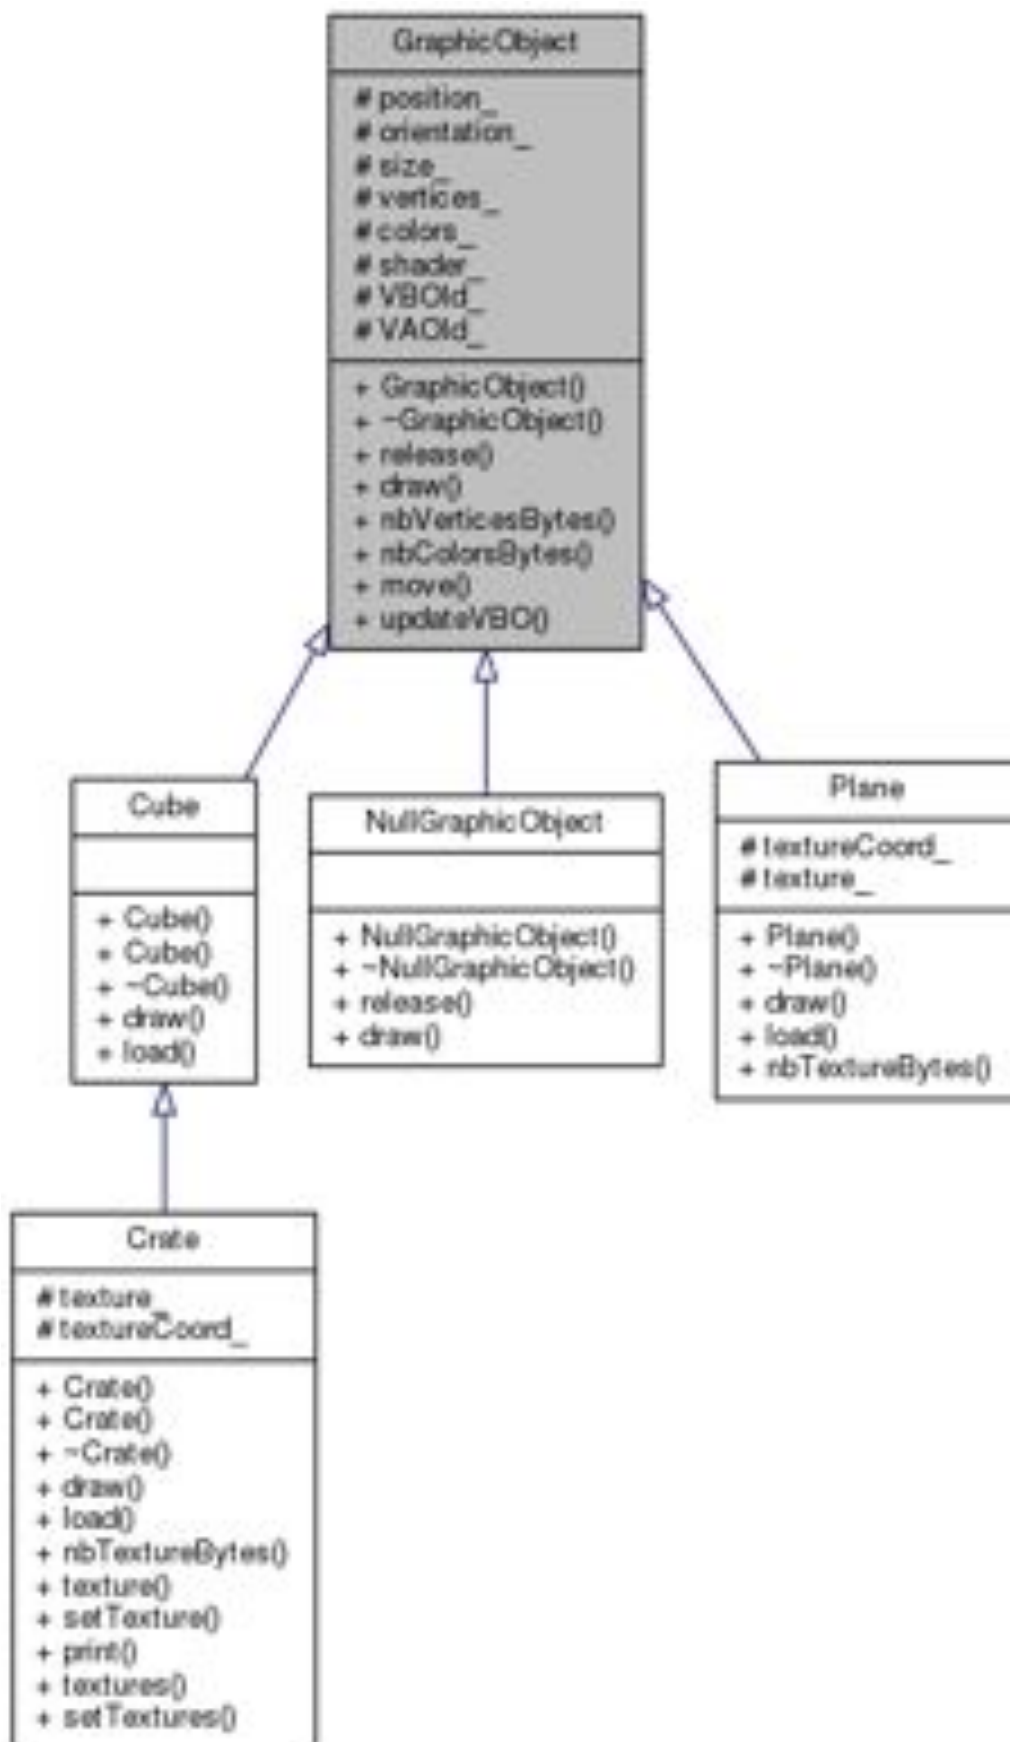 GraphicObject
# position_
# orientation_
# size_
# vertices_
# colors_
# shader_
# VBOId_
# VAOId_
+ GraphicObject()
+ ~GraphicObject()
+ release()
+ draw()
+ nbVerticesBytes()
+ nbColorsBytes()
+ move()
+ updateVBO()
Cube
+ Cube()
+ Cube()
+ ~Cube()
+ draw()
+ load()
NullGraphicObject
+ NullGraphicObject()
+ ~NullGraphicObject()
+ release()
+ draw()
Plane
# textureCoord_
# texture_
+ Plane()
+ ~Plane()
+ draw()
+ load()
+ nbTextureBytes()
Crate
# texture_
# textureCoord_
+ Crate()
+ Crate()
+ ~Crate()
+ draw()
+ load()
+ nbTextureBytes()
+ texture()
+ setTexture()
+ print()
+ textures()
+ setTextures()